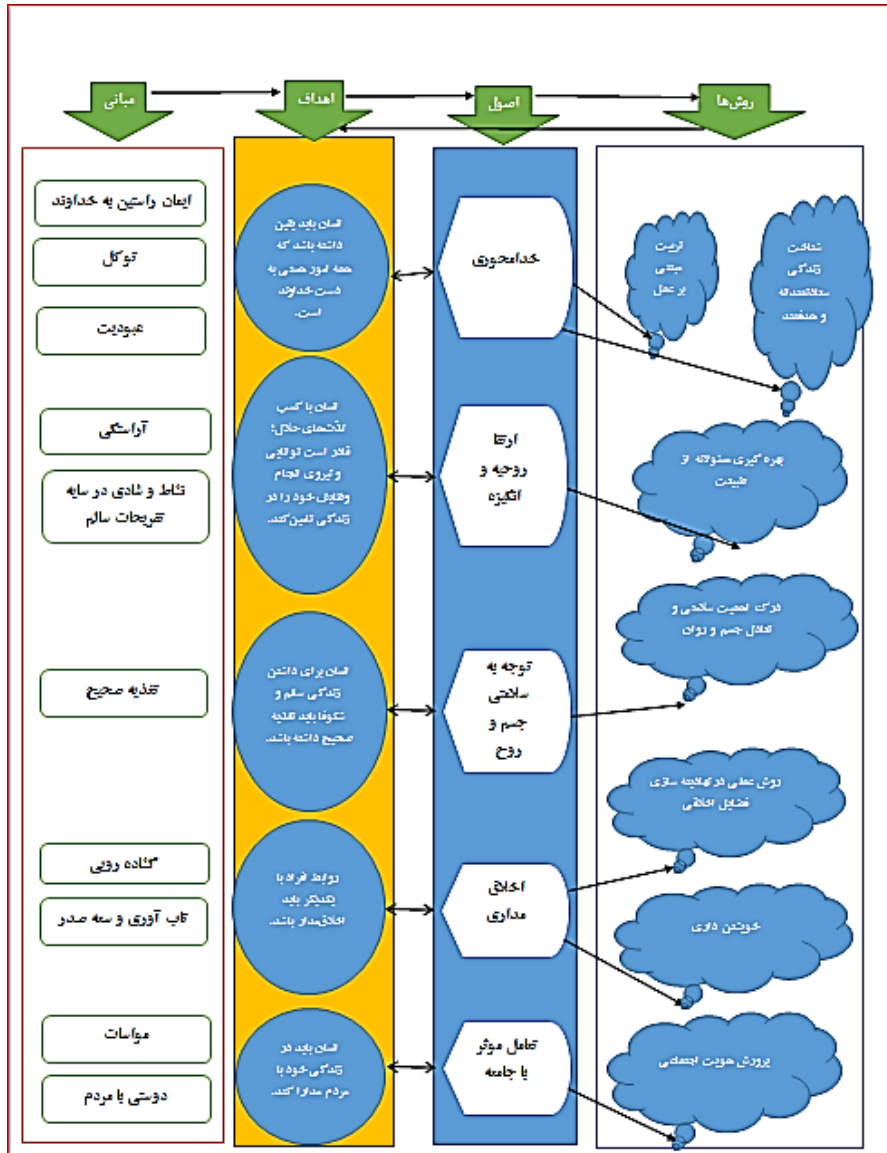 روش‌ها
اصول
اهداف
مبانی
شناخت
زندگی
سعادتمندانه
و هدفمند
تربیت
مبتنی
بر عمل
بهره گیری مسئولانه از
طبیعت
درک اهمیت سلامتی و
تعادل جسم و روان
روش عملی در نهادینه سازی
فضایل اخلاقی
خویشتن داری
پرورش هویت اجتماعی
خدامحوری
ارتقا
روحیه و
انگیزه
توجه به
سلامتی
جسم و
روح
اخلاق
مداری
تعامل موثر
با جامعه
انسان باید یقین
داشته باشد که
همه امور هستی به
دست خداوند
است.
انسان با کسب
لذت‌های حلال؛
قادر است توانایی
و نیروی انجام
وظایف خود را در
زندگی تامین کند.
انسان برای داشتن
زندگی سالم و
شکوفا باید تغذیه
صحیح داشته باشد.
روابط افراد با
یکدیگر باید
اخلاق‌مدار باشد.
انسان باید در
زندگی خود با
مردم مدارا کند.
ایمان راستین به خداوند
توکل
عبودیت
آراستگی
نشاط و شادی در سایه
تفریحات سالم
تغذیه صحیح
گشاده رویی
تاب آوری و سعه صدر
مواسات
دوستی با مردم